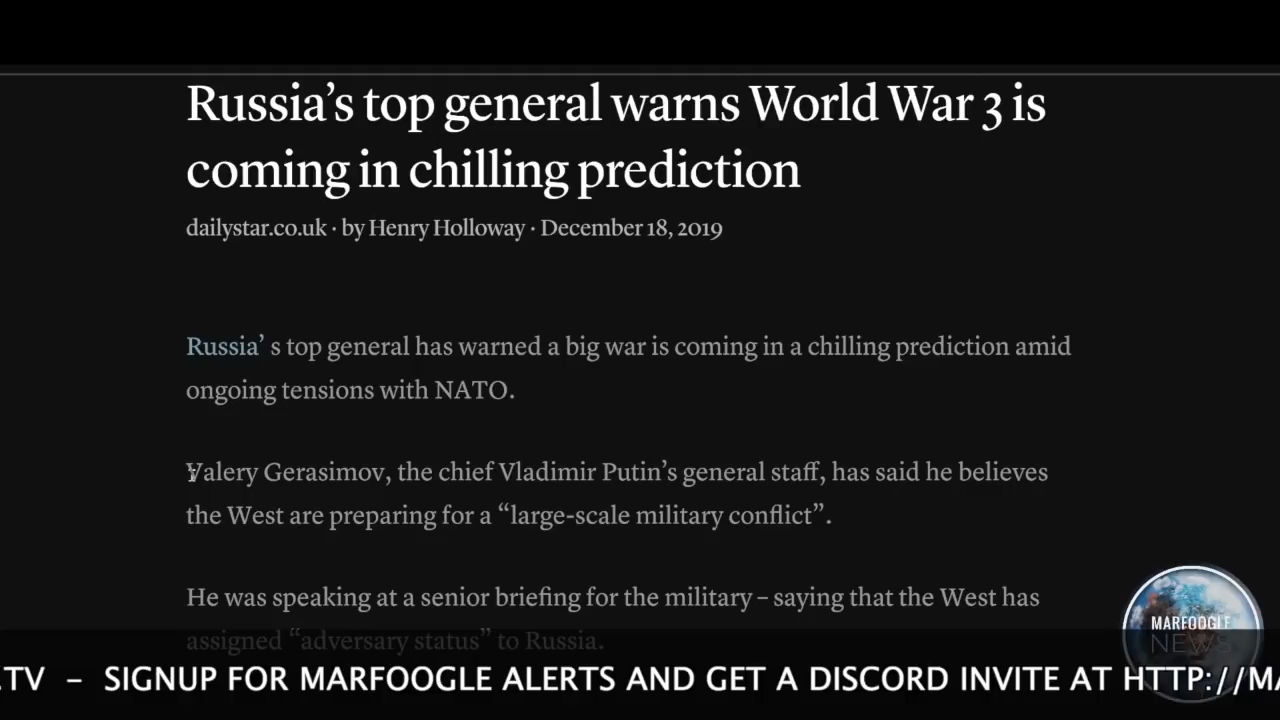 Russia’s top general warns World War 3 is
coming in chilling prediction
dailystar.co.uk · by Henry Holloway · December 18, 2019
Russia’ s top general has warned a big war is coming in a chilling prediction amid
ongoing tensions with NATO.
Valery Gerasimov, the chief Vladimir Putin’s general staff, has said he believes
the West are preparing for a “large-scale military conflict”.
He was speaking at a senior briefing for the military – saying that the West has
assigned “adversary status” to Russia.
MARFOOGLE
NEWS
.TV – SIGNUP FOR MARFOOGLE ALERTS AND GET A DISCORD INVITE AT HTTP://MA